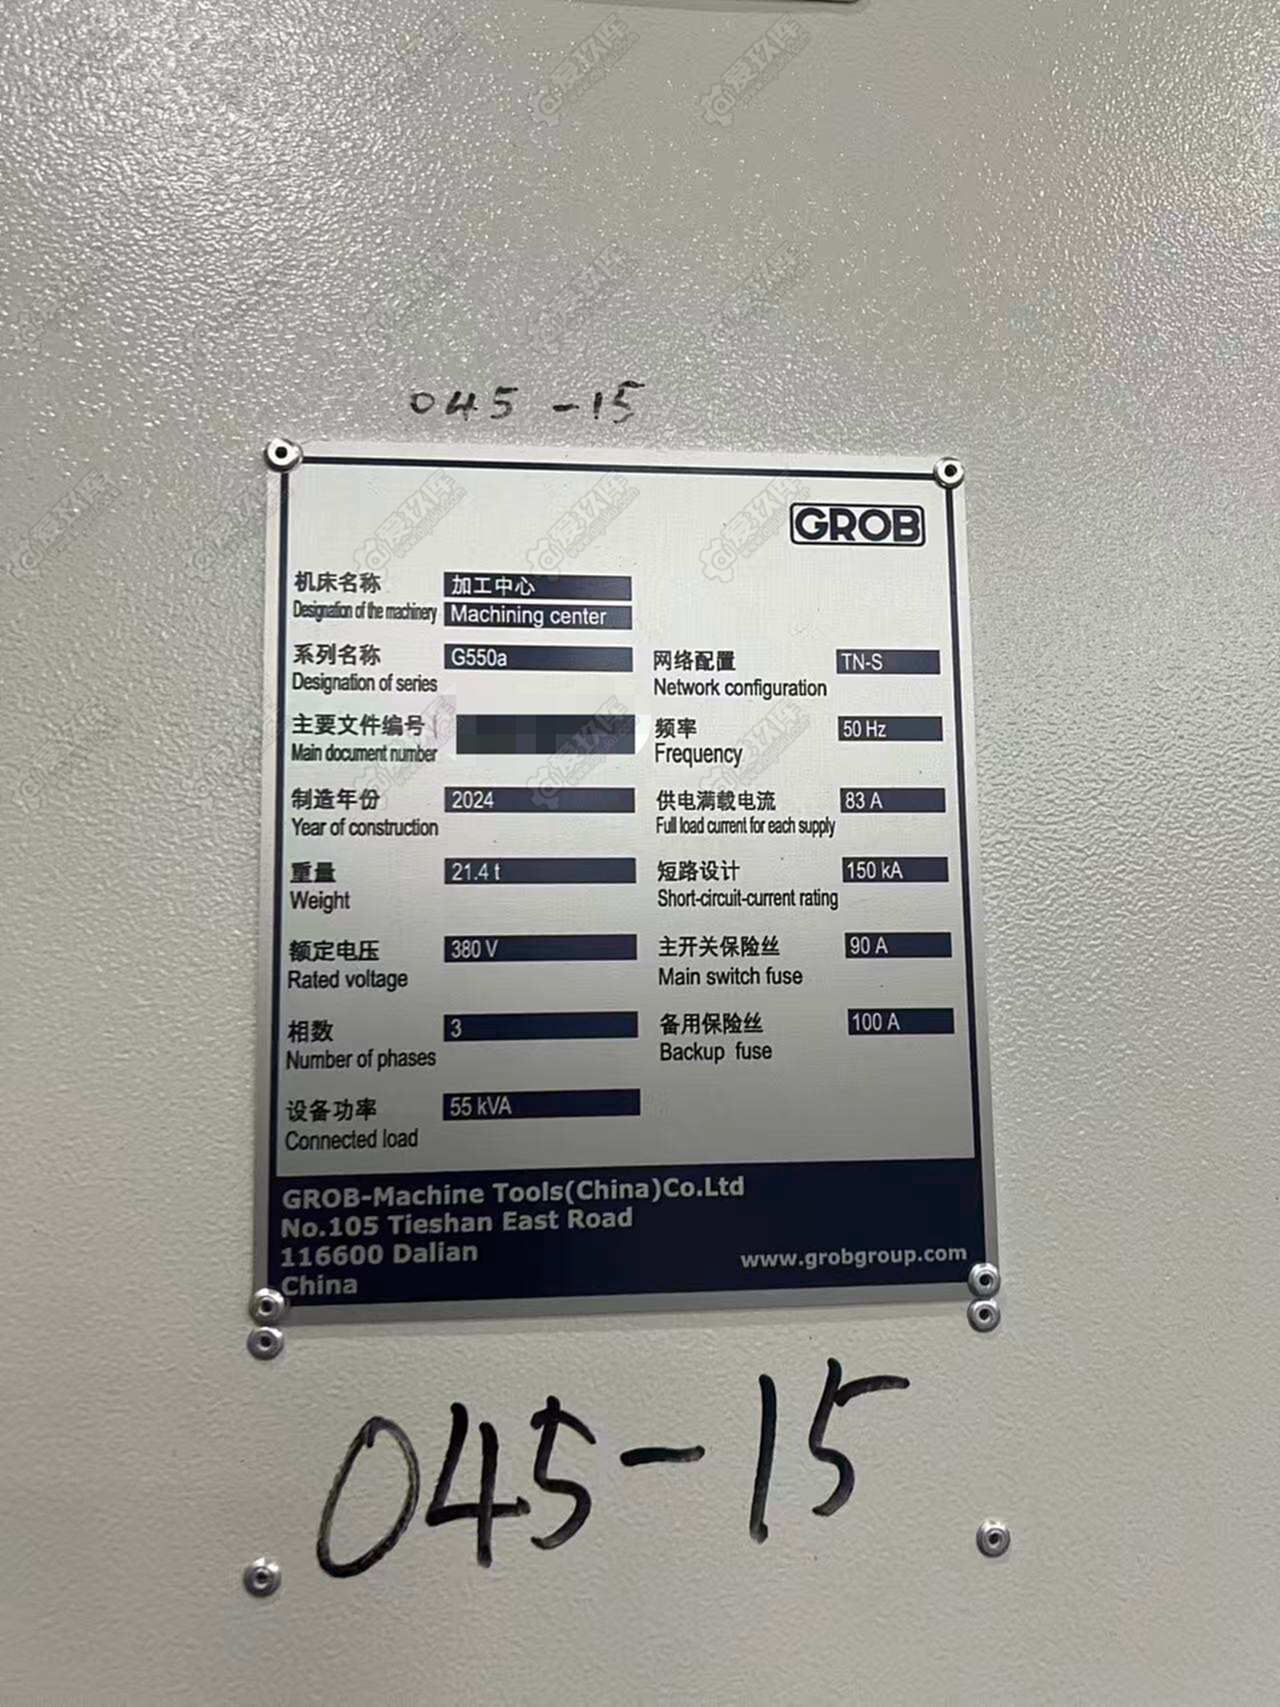 045 -15
GROB
机床名称 加工中心
Designation of the machinery Machining center
系列名称 G550a
Designation of series
网络配置 TN-S
Network configuration
主要文件编号
Main document number
频率 50 Hz
Frequency
制造年份 2024
Year of construction
供电满载电流 83 A
Full load current for each supply
重量 21.4 t
Weight
短路设计 150 kA
Short-circuit-current rating
额定电压 380 V
Rated voltage
主开关保险丝 90 A
Main switch fuse
相数 3
Number of phases
备用保险丝 100 A
Backup fuse
设备功率 55 kVA
Connected load
GROB-Machine Tools(China)Co.Ltd
No.105 Tieshan East Road
116600 Dalian
China
www.grobgroup.com
045-15